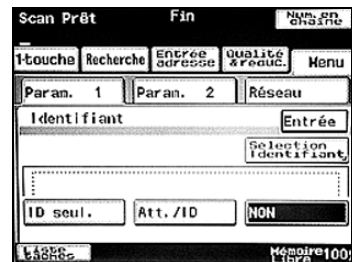 Scan Prêt Fin Num.en chaîne
1-touche Recherche Entrée adresse Qualité &réduc. Menu
Param. 1 Param. 2 Réseau
Identifiant Entrée
Sélection Identifiant
ID seul. Att./ID NON
Liste tâches Mémoire Libre 100